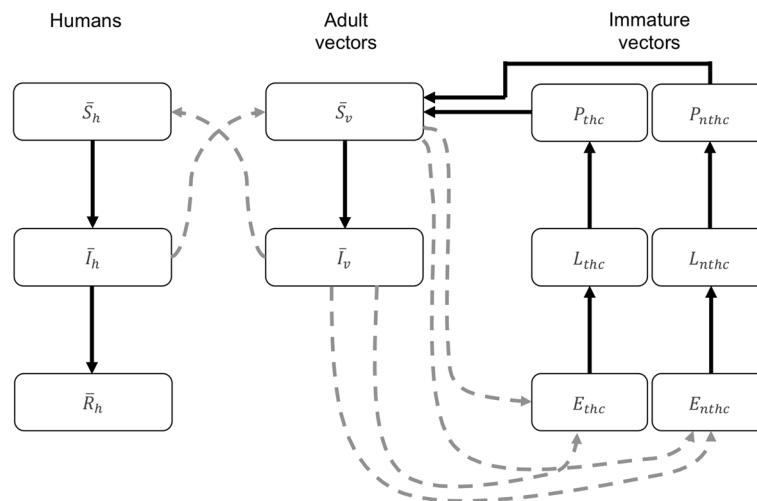 Humans
Adult
vectors
Immature
vectors
S̄h
S̄v
Pthc
Pnthc
Īh
Īv
Lthc
Lnthc
R̄h
Ethc
Enthc